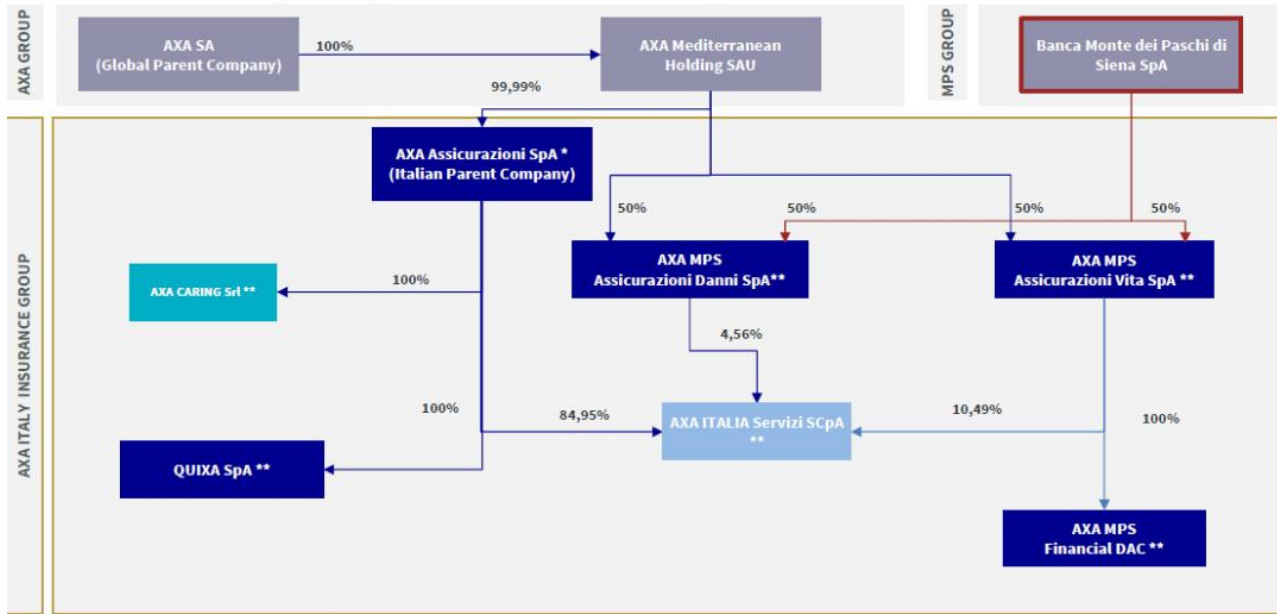 AXA GROUP
AXA SA
(Global Parent Company)
100%
AXA Mediterranean
Holding SAU
MPS GROUP
Banca Monte dei Paschi di
Siena SpA
99,99%
AXA ITALY INSURANCE GROUP
AXA Assicurazioni SpA *
(Italian Parent Company)
50%
50%
50%
50%
AXA MPS
Assicurazioni Danni SpA**
AXA MPS
Assicurazioni Vita SpA **
AXA CARING Srl **
100%
4,56%
100%
84,95%
AXA ITALIA Servizi SCpA
**
10,49%
100%
QUIXA SpA **
AXA MPS
Financial DAC **